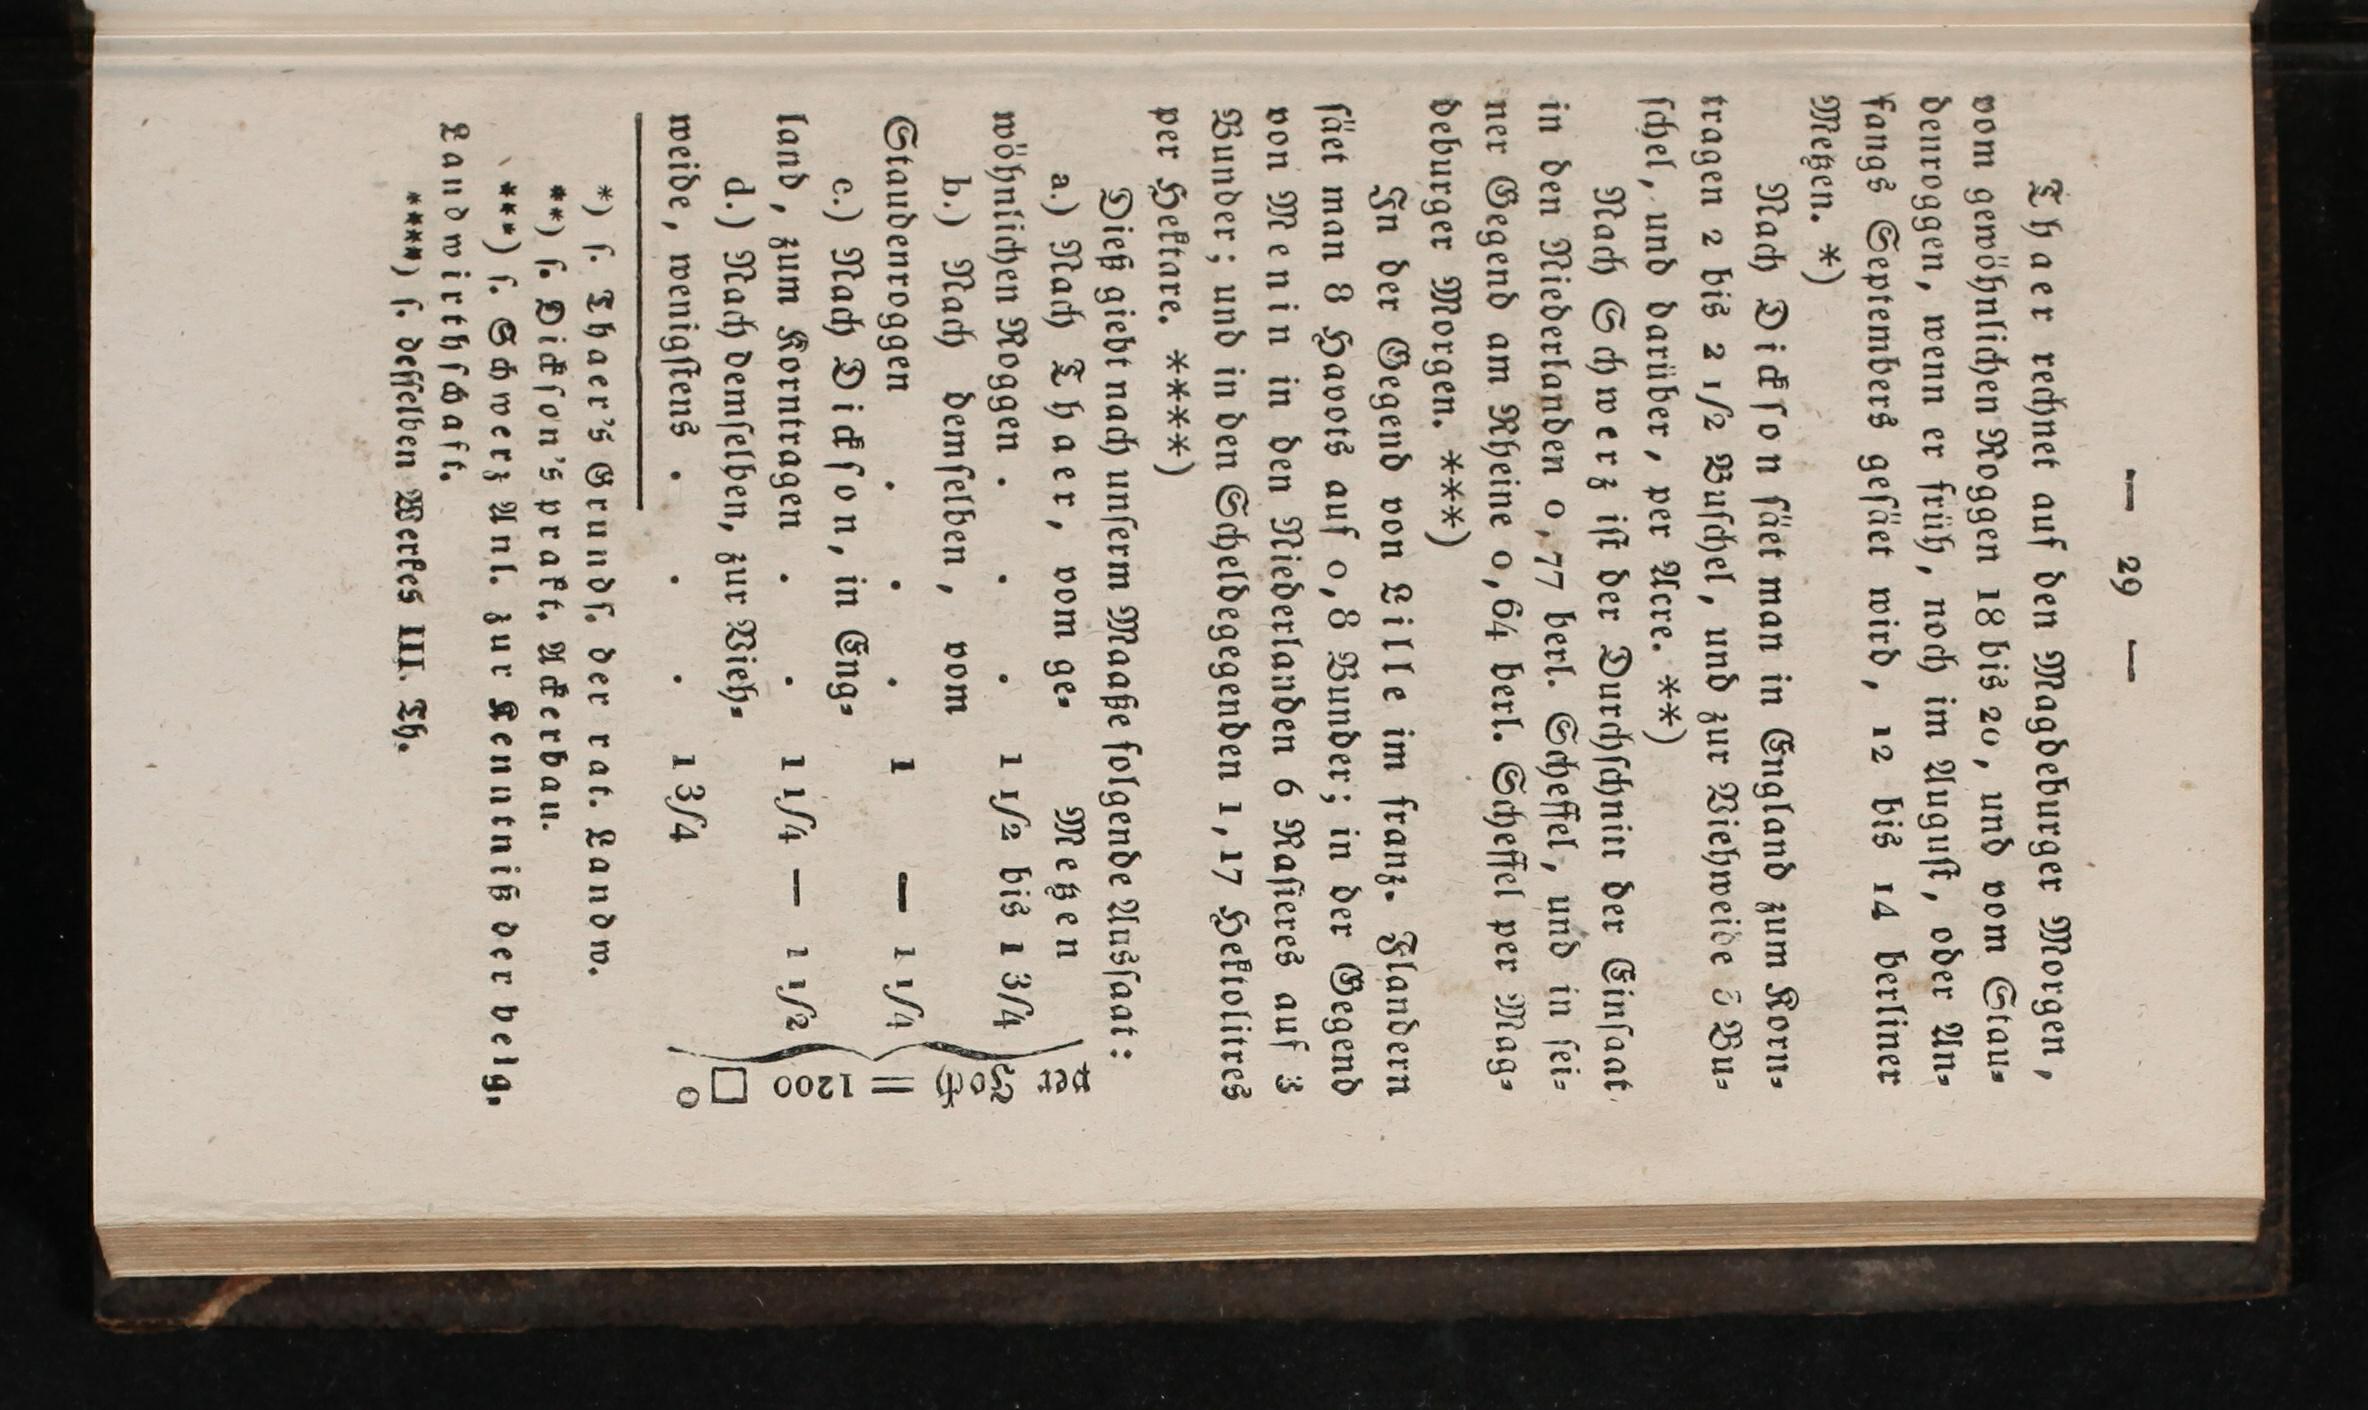 — 29 —
Thaer rechnet auf den Magdeburger Morgen,
vom gewöhnlichen Roggen 18 bis 20, und vom Stau-
denroggen, wenn er früh, noch im August, oder An-
fangs Septembers gesäet wird, 12 bis 14 berliner
Metzen. *)
Nach Dickson säet man in England zum Korn-
tragen 2 bis 2 1/2 Buschel, und zur Viehweide 3 Bu-
schel, und darüber, per Acre. **)
Nach Schwerz ist der Durchschnitt der Einsaat
in den Niederlanden 0,77 berl. Scheffel, und in sei-
ner Gegend am Rheine 0,64 berl. Scheffel per Mag-
deburger Morgen. ***)
In der Gegend von Lille im franz. Flandern
säet man 8 Havots auf 0,8 Bunder; in der Gegend
von Menin in den Niederlanden 6 Rasieres auf 3
Bunder; und in den Scheldegegenden 1,17 Hektolitres
per Hektare. ****)
Dieß giebt nach unserm Maaße folgende Aussaat:
a.) Nach Thaer, vom ge- Metzen
wöhnlichen Roggen . . . 1 1/2 bis 1 3/4
b.) Nach demselben, vom
Staudenroggen . . . 1 — 1 1/4
c.) Nach Dickson, in Eng-
land, zum Korntragen . . 1 1/4 — 1 1/2
d.) Nach demselben, zur Vieh-
weide, wenigstens . . . 1 3/4
per Joch = 1200 □°
*) s. Thaer's Grunds. der rat. Landw.
**) s. Dickson's prakt. Ackerbau.
***) s. Schwerz Anl. zur Kenntniß der belg.
Landwirthschaft.
****) s. desselben Werkes III. Th.